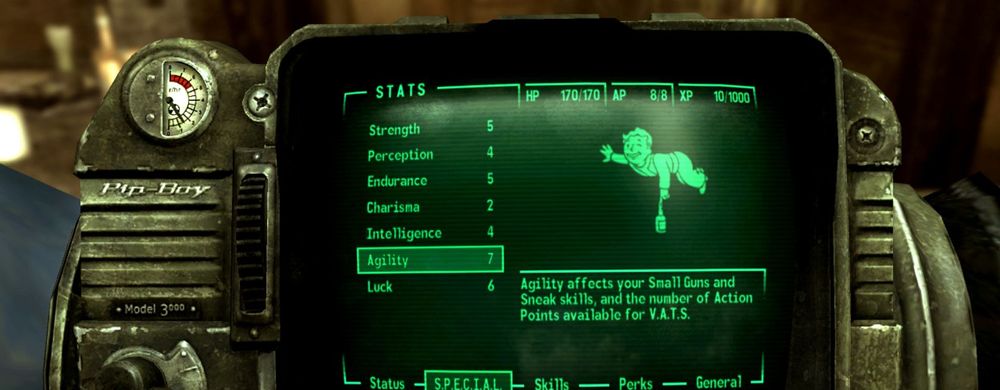 STATS
HP 170/170 AP 8/8 XP 10/1000
Strength 5
Perception 4
Endurance 5
Charisma 2
Intelligence 4
Agility 7
Luck 6
Agility affects your Small Guns and
Sneak skills, and the number of Action
Points available for V.A.T.S.
Pip-Boy
Model 3000
Status S.P.E.C.I.A.L. Skills Perks General